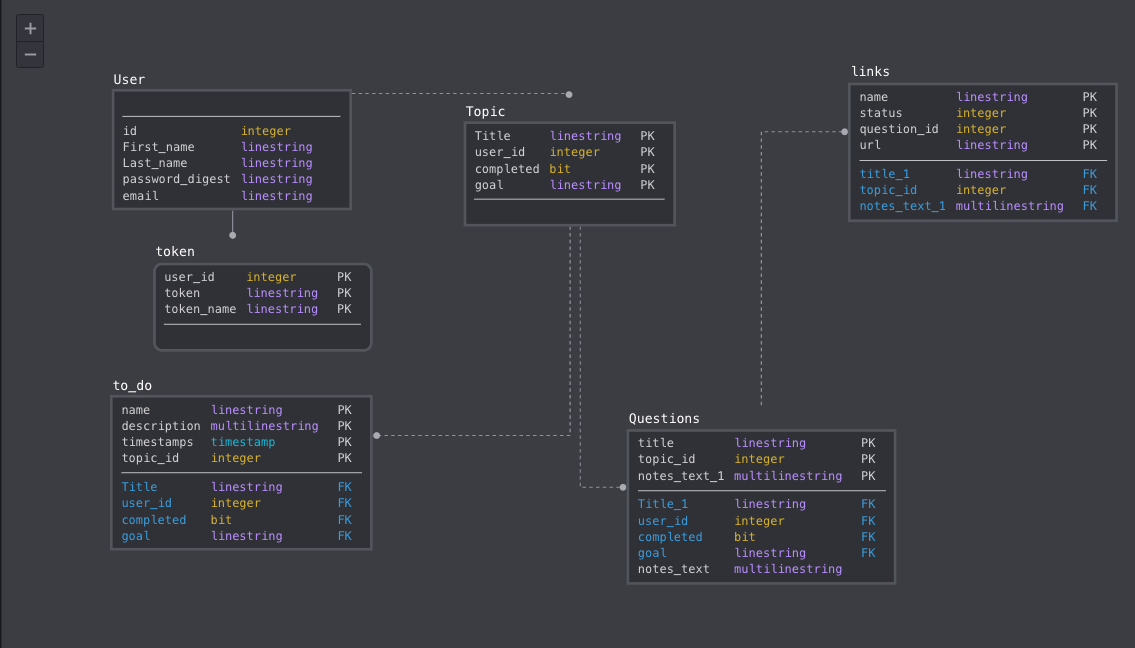 +
−
User
id integer
First_name linestring
Last_name linestring
password_digest linestring
email linestring
token
user_id integer PK
token linestring PK
token_name linestring PK
to_do
name linestring PK
description multilinestring PK
timestamps timestamp PK
topic_id integer PK
Title linestring FK
user_id integer FK
completed bit FK
goal linestring FK
Topic
Title linestring PK
user_id integer PK
completed bit PK
goal linestring PK
links
name linestring PK
status integer PK
question_id integer PK
url linestring PK
title_1 linestring FK
topic_id integer FK
notes_text_1 multilinestring FK
Questions
title linestring PK
topic_id integer PK
notes_text_1 multilinestring PK
Title_1 linestring FK
user_id integer FK
completed bit FK
goal linestring FK
notes_text multilinestring